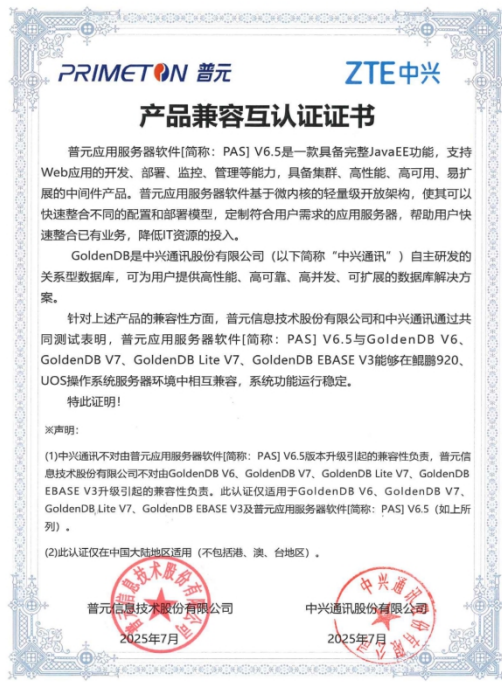 PRIMETON 普元
ZTE中兴
产品兼容互认证证书
普元应用服务器软件[简称：PAS] V6.5是一款具备完整JavaEE功能，支持
Web应用的开发、部署、监控、管理等能力，具备集群、高性能、高可用、易扩
展的中间件产品。普元应用服务器软件基于微内核的轻量级开放架构，使其可以
快速整合不同的配置和部署模型，定制符合用户需求的应用服务器，帮助用户快
速整合已有业务，降低IT资源的投入。
GoldenDB是中兴通讯股份有限公司（以下简称“中兴通讯”）自主研发的
关系型数据库，可为用户提供高性能、高可靠、高并发、可扩展的数据库解决方
案。
针对上述产品的兼容性方面，普元信息技术股份有限公司和中兴通讯通过共
同测试表明，普元应用服务器软件[简称：PAS] V6.5与GoldenDB V6、
GoldenDB V7、GoldenDB Lite V7、GoldenDB EBASE V3能够在鲲鹏920、
UOS操作系统服务器环境中相互兼容，系统功能运行稳定。
特此证明！
※声明：
(1)中兴通讯不对由普元应用服务器软件[简称：PAS] V6.5版本升级引起的兼容性负责，普元信
息技术股份有限公司不对由GoldenDB V6、GoldenDB V7、GoldenDB Lite V7、GoldenDB
EBASE V3升级引起的兼容性负责。此认证仅适用于GoldenDB V6、GoldenDB V7、
GoldenDB Lite V7、GoldenDB EBASE V3及普元应用服务器软件[简称：PAS] V6.5（如上所
列）。
(2)此认证仅在中国大陆地区适用（不包括港、澳、台地区）。
普元信息技术股份有限公司
2025年7月
中兴通讯股份有限公司
2025年7月
普元信息技术股份有限公司
中兴通讯股份有限公司